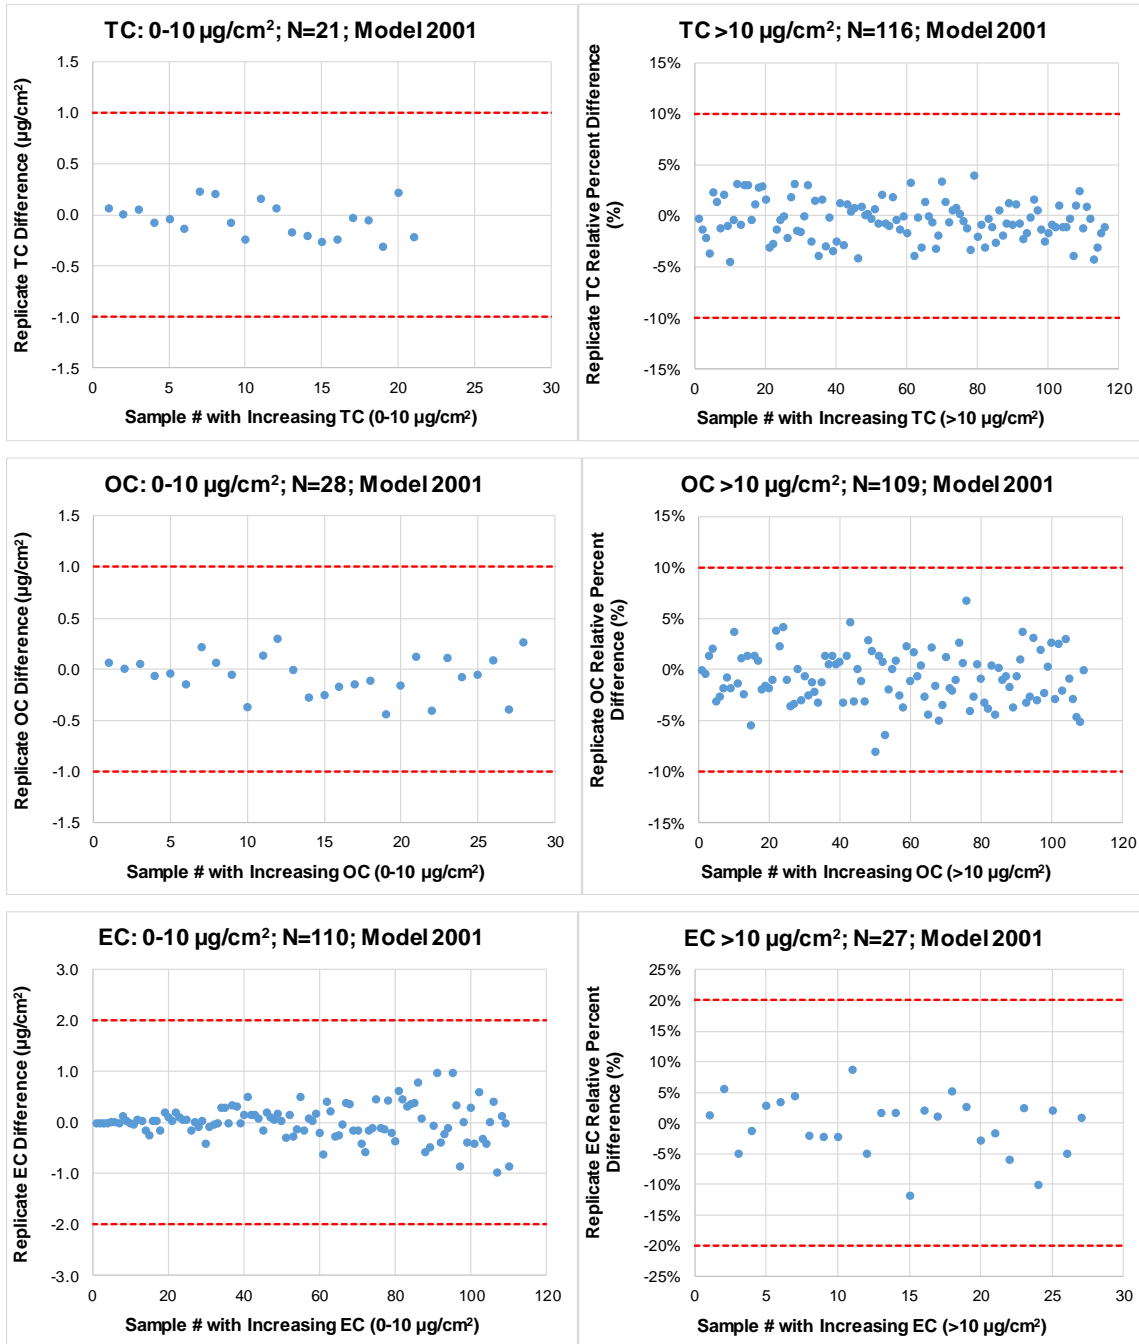 TC: 0-10 µg/cm²; N=21; Model 2001
Replicate TC Difference (µg/cm²)
1.5
1.0
0.5
0.0
-0.5
-1.0
-1.5
0 5 10 15 20 25 30
Sample # with Increasing TC (0-10 µg/cm²)
TC >10 µg/cm²; N=116; Model 2001
Replicate TC Relative Percent Difference
(%)
15%
10%
5%
0%
-5%
-10%
-15%
0 20 40 60 80 100 120
Sample # with Increasing TC (>10 µg/cm²)
OC: 0-10 µg/cm²; N=28; Model 2001
Replicate OC Difference (µg/cm²)
1.5
1.0
0.5
0.0
-0.5
-1.0
-1.5
0 5 10 15 20 25 30
Sample # with Increasing OC (0-10 µg/cm²)
OC >10 µg/cm²; N=109; Model 2001
Replicate OC Relative Percent
Difference (%)
15%
10%
5%
0%
-5%
-10%
-15%
0 20 40 60 80 100 120
Sample # with Increasing OC (>10 µg/cm²)
EC: 0-10 µg/cm²; N=110; Model 2001
Replicate EC Difference (µg/cm²)
3.0
2.0
1.0
0.0
-1.0
-2.0
-3.0
0 20 40 60 80 100 120
Sample # with Increasing EC (0-10 µg/cm²)
EC >10 µg/cm²; N=27; Model 2001
Replicate EC Relative Percent
Difference (%)
25%
20%
15%
10%
5%
0%
-5%
-10%
-15%
-20%
-25%
0 5 10 15 20 25 30
Sample # with Increasing EC (>10 µg/cm²)